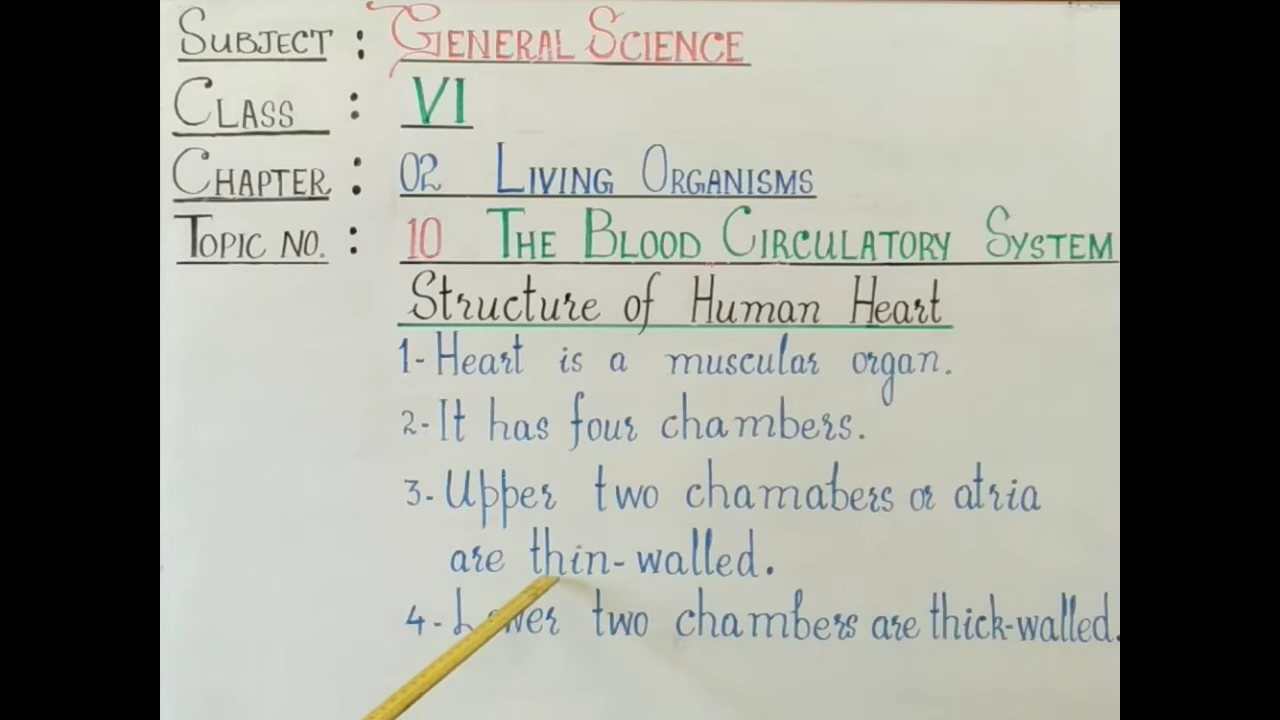 SUBJECT : GENERAL SCIENCE
CLASS : VI
CHAPTER : 02 LIVING ORGANISMS
TOPIC NO. : 10 THE BLOOD CIRCULATORY SYSTEM
Structure of Human Heart
1- Heart is a muscular organ.
2- It has four chambers.
3- Upper two chamabers or atria
are thin-walled.
4- Lower two chambers are thick-walled.